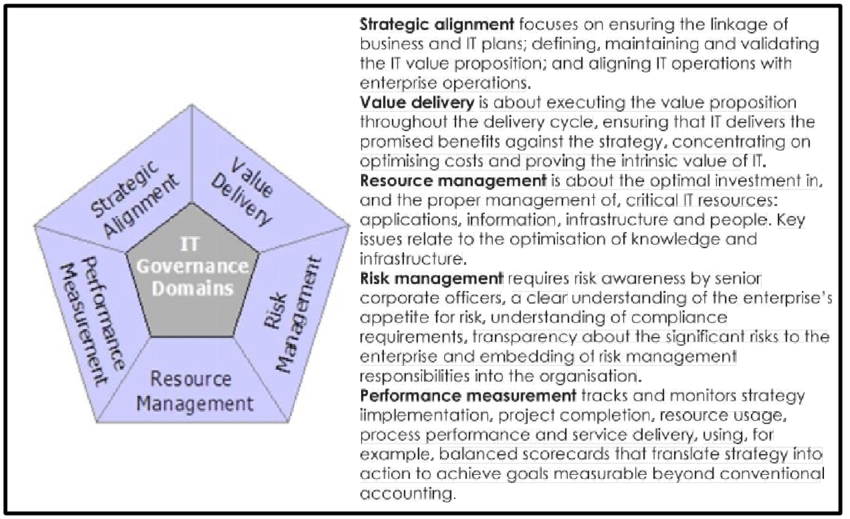 Strategic
Alignment
Value
Delivery
IT
Governance
Domains
Performance
Measurement
Risk
Management
Resource
Management
Strategic alignment focuses on ensuring the linkage of
business and IT plans; defining, maintaining and validating
the IT value proposition; and aligning IT operations with
enterprise operations.
Value delivery is about executing the value proposition
throughout the delivery cycle, ensuring that IT delivers the
promised benefits against the strategy, concentrating on
optimising costs and proving the intrinsic value of IT.
Resource management is about the optimal investment in,
and the proper management of, critical IT resources:
applications, information, infrastructure and people. Key
issues relate to the optimisation of knowledge and
infrastructure.
Risk management requires risk awareness by senior
corporate officers, a clear understanding of the enterprise's
appetite for risk, understanding of compliance
requirements, transparency about the significant risks to the
enterprise and embedding of risk management
responsibilities into the organisation.
Performance measurement tracks and monitors strategy
iimplementation, project completion, resource usage,
process performance and service delivery, using, for
example, balanced scorecards that translate strategy into
action to achieve goals measurable beyond conventional
accounting.